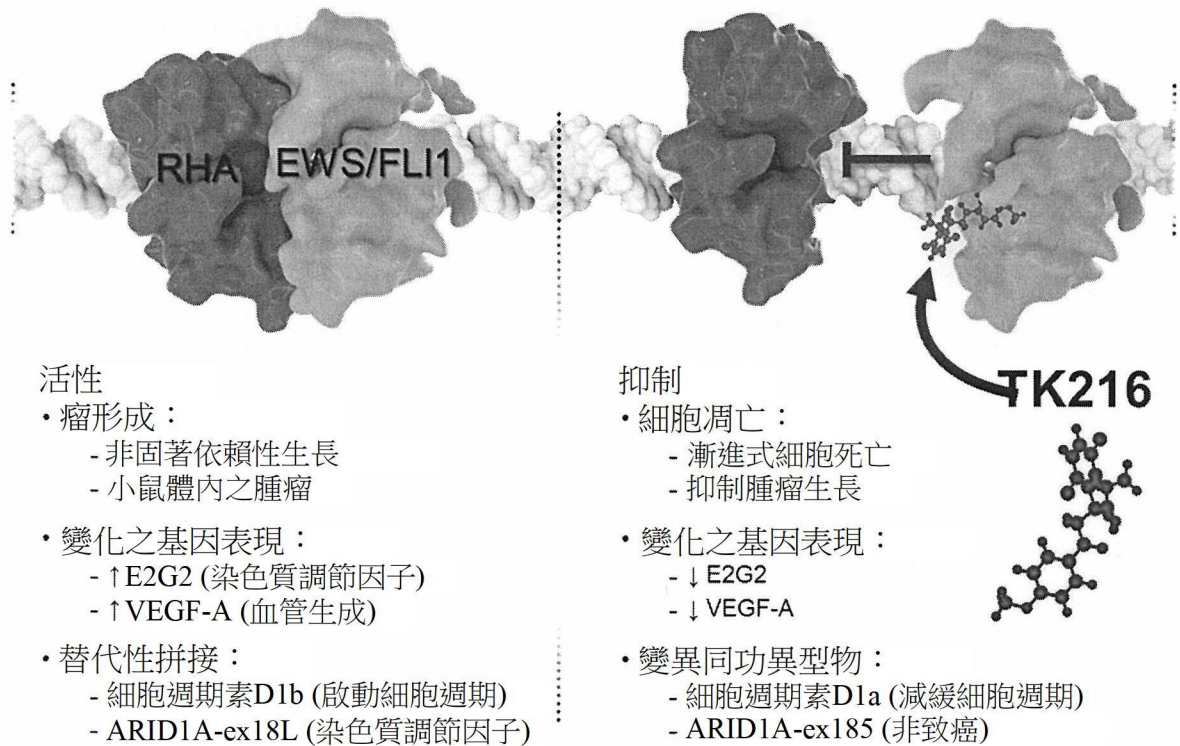 RHA
EWS/FLI1
TK216
活性
・瘤形成：
- 非固著依賴性生長
- 小鼠體內之腫瘤
・變化之基因表現：
- ↑E2G2 (染色質調節因子)
- ↑VEGF-A (血管生成)
・替代性拼接：
- 細胞週期素D1b (啟動細胞週期)
- ARID1A-ex18L (染色質調節因子)
抑制
・細胞凋亡：
- 漸進式細胞死亡
- 抑制腫瘤生長
・變化之基因表現：
- ↓E2G2
- ↓VEGF-A
・變異同功異型物：
- 細胞週期素D1a (減緩細胞週期)
- ARID1A-ex185 (非致癌)